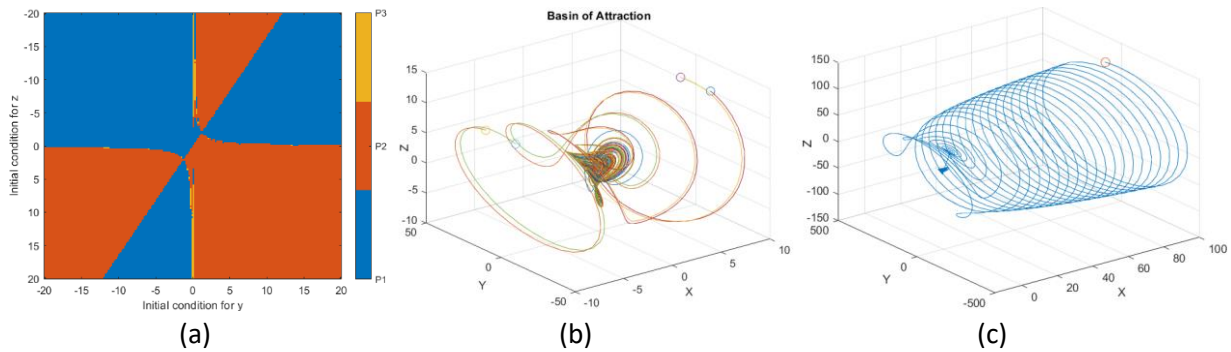 -20
-15
-10
-5
0
5
10
15
20
-20 -15 -10 -5 0 5 10 15 20
Initial condition for z
Initial condition for y
P3
P2
P1
(a)
Basin of Attraction
15
10
5
0
-5
-10
Z
50
0
-50
Y
-10 -5 0 5 10
X
(b)
150
100
50
0
-50
-100
-150
Z
500
0
-500
Y
0 20 40 60 80 100
X
(c)